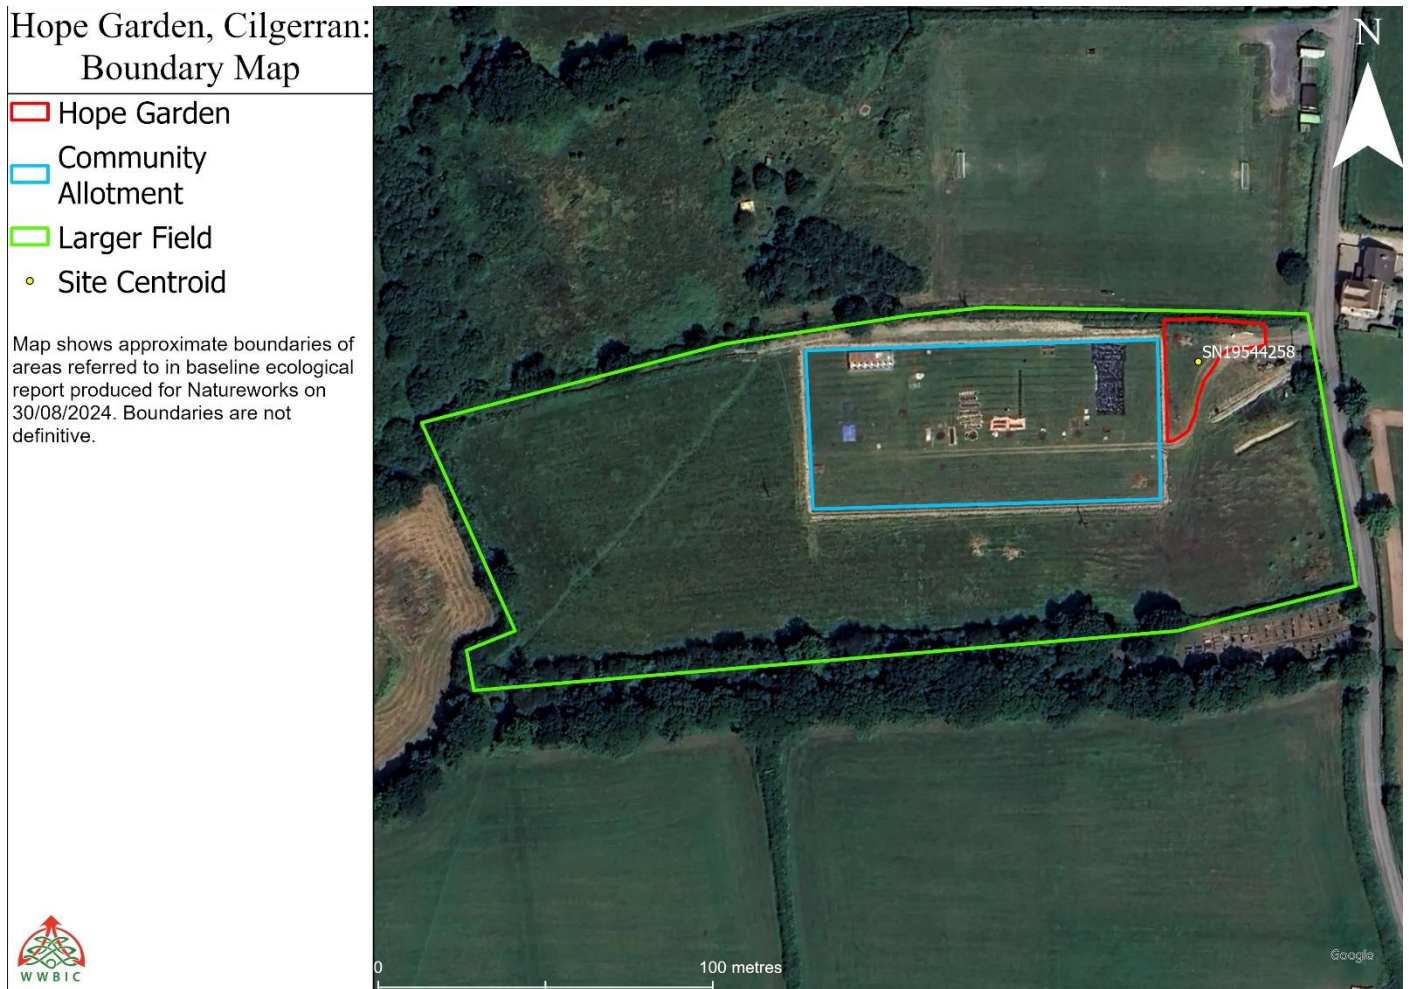 Hope Garden, Cilgerran:
Boundary Map
Hope Garden
Community
Allotment
Larger Field
Site Centroid
Map shows approximate boundaries of
areas referred to in baseline ecological
report produced for Natureworks on
30/08/2024. Boundaries are not
definitive.
N
SN19544258
WWBIC
0
100 metres
Google